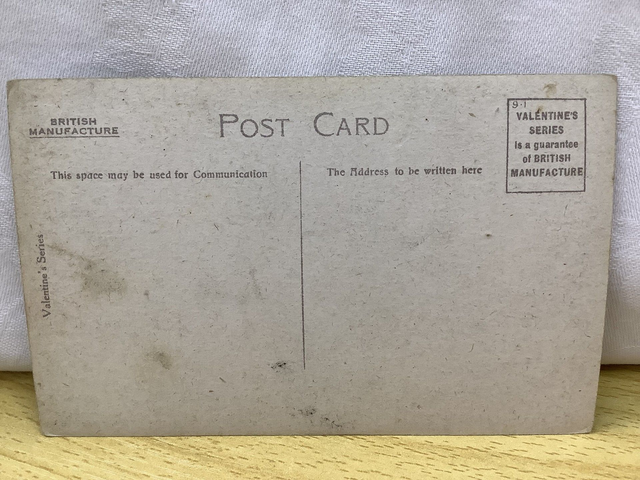 BRITISH
MANUFACTURE
POST CARD
9·1
VALENTINE'S
SERIES
is a guarantee
of BRITISH
MANUFACTURE
This space may be used for Communication
The Address to be written here
Valentine's Series